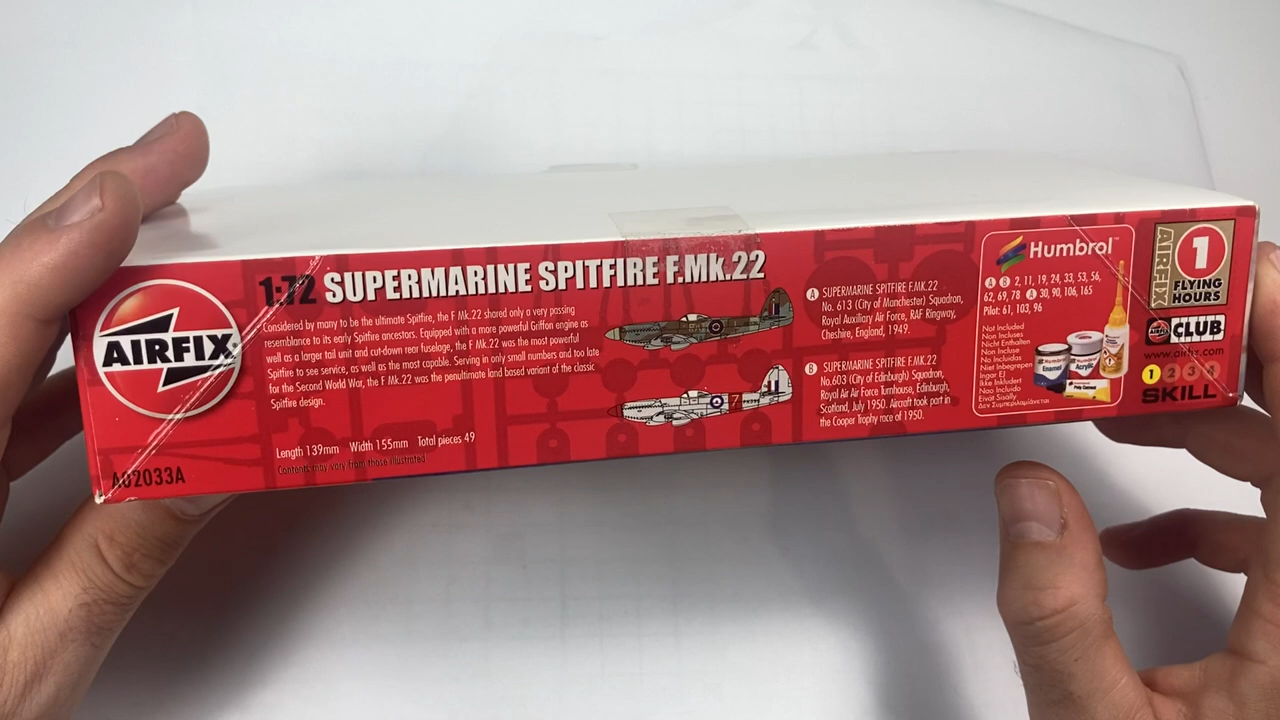 AIRFIX
1:72 SUPERMARINE SPITFIRE F.Mk.22
Considered by many to be the ultimate Spitfire, the F Mk.22 shared only a very passing
resemblance to its early Spitfire ancestors. Equipped with a more powerful Griffon engine as
well as a larger tail unit and cut-down rear fuselage, the F Mk.22 was the most powerful
Spitfire to see service, as well as the most capable. Serving in only small numbers and too late
for the Second World War, the F Mk.22 was the penultimate land based variant of the classic
Spitfire design.
Length 139mm Width 155mm Total pieces 49
Contents may vary from those illustrated
A02033A
A SUPERMARINE SPITFIRE F.MK.22
No. 613 (City of Manchester) Squadron,
Royal Auxiliary Air Force, RAF Ringway,
Cheshire, England, 1949.
B SUPERMARINE SPITFIRE F.MK.22
No.603 (City of Edinburgh) Squadron,
Royal Air Air Force Turnhouse, Edinburgh,
Scotland, July 1950. Aircraft took part in
the Cooper Trophy race of 1950.
Humbrol™
A B 2, 11, 19, 24, 33, 53, 56,
62, 69, 78 A 30, 90, 106, 165
Pilot: 61, 103, 96
Not Included
Non Incluses
Nicht Enthalten
Non Incluse
No Incluidos
Niet Inbegrepen
Ingar Ej
Ikke Inkludert
Nao Incluido
Eivät Sisälly
Δεν Συμπεριλαμβάνεται
Humbrol
Enamel
Acrylic
Poly Cement
AIRFIX
1
FLYING
HOURS
AIRFIX CLUB
www.airfix.com
1 2 3 4
SKILL